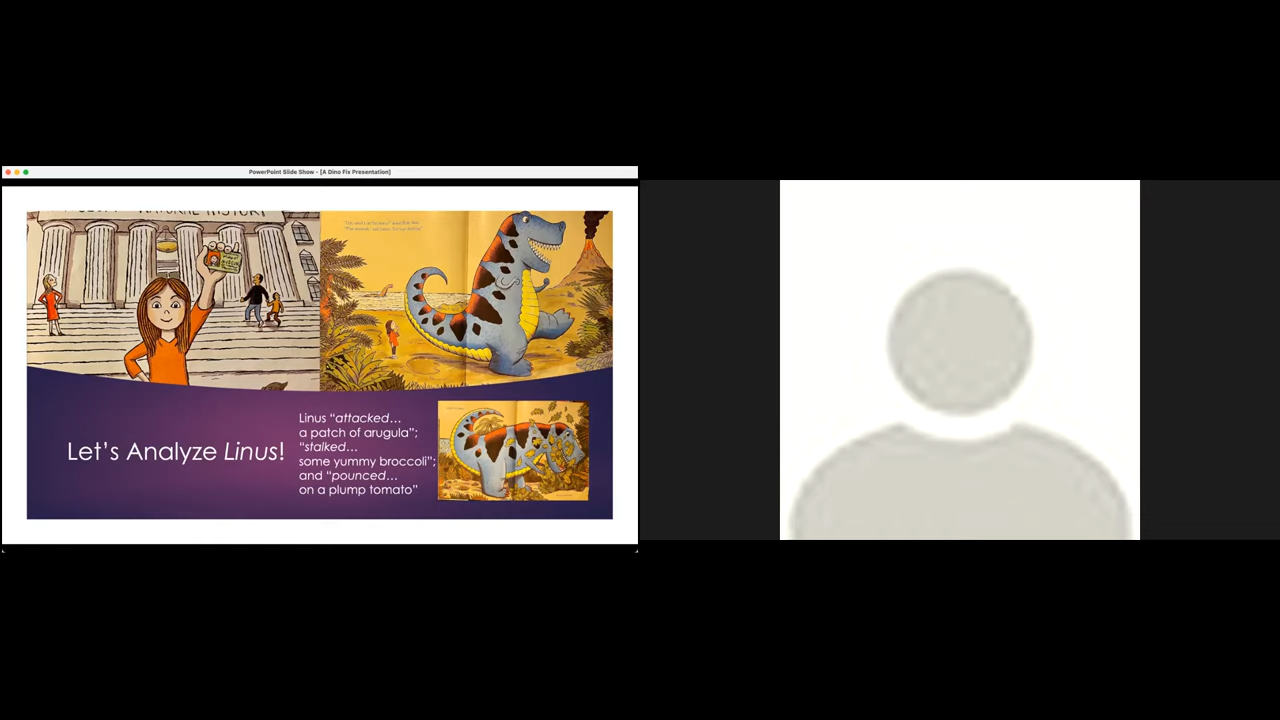 PowerPoint Slide Show - [A Dino Fix Presentation]
NATURAL HISTORY
Let's Analyze Linus!
Linus "attacked…
a patch of arugula";
"stalked…
some yummy broccoli";
and "pounced…
on a plump tomato"